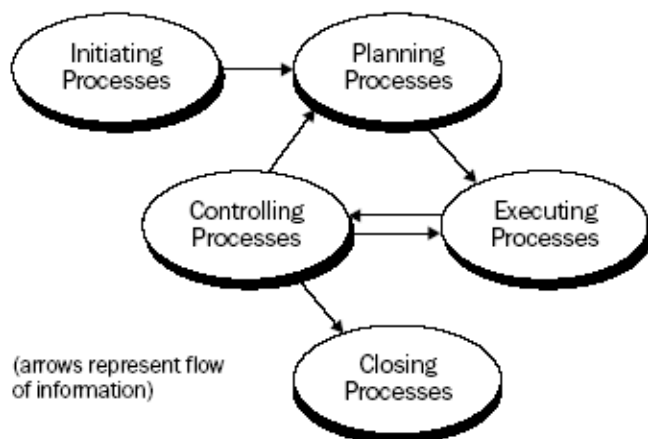 Initiating
Processes
Planning
Processes
Controlling
Processes
Executing
Processes
(arrows represent flow
of information)
Closing
Processes